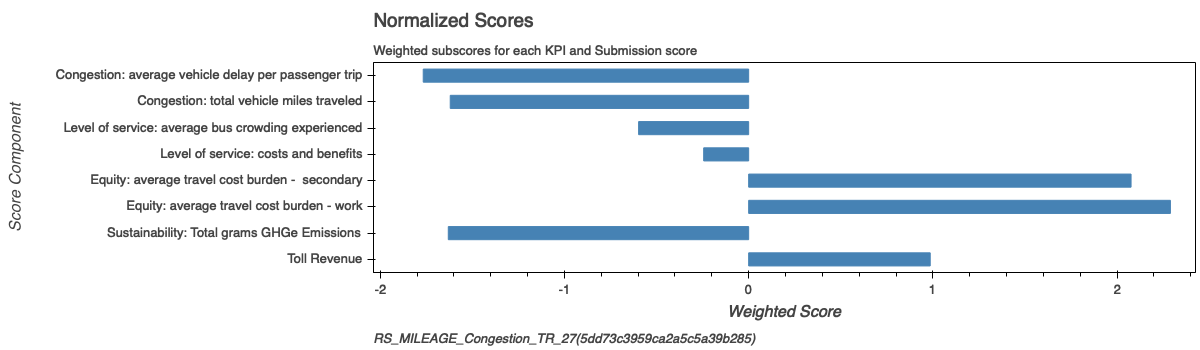 Normalized Scores
Weighted subscores for each KPI and Submission score
Score Component
Congestion: average vehicle delay per passenger trip
Congestion: total vehicle miles traveled
Level of service: average bus crowding experienced
Level of service: costs and benefits
Equity: average travel cost burden -  secondary
Equity: average travel cost burden - work
Sustainability: Total grams GHGe Emissions
Toll Revenue
-2 -1 0 1 2
Weighted Score
RS_MILEAGE_Congestion_TR_27(5dd73c3959ca2a5c5a39b285)